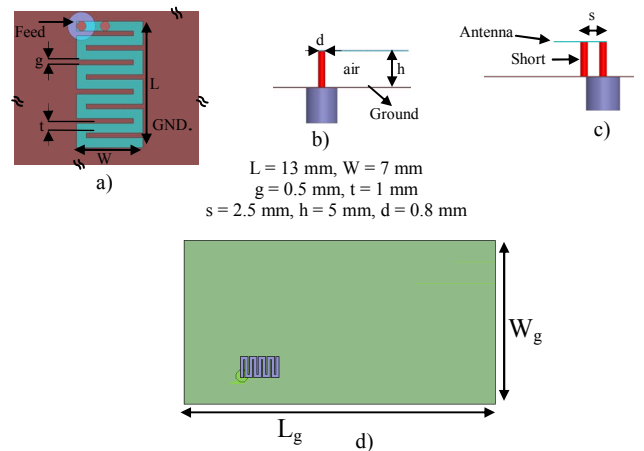 Feed
g
L
t
GND.
W
a)
d
air
h
Ground
b)
s
Antenna
Short
c)
L = 13 mm, W = 7 mm
g = 0.5 mm, t = 1 mm
s = 2.5 mm, h = 5 mm, d = 0.8 mm
Wg
Lg
d)